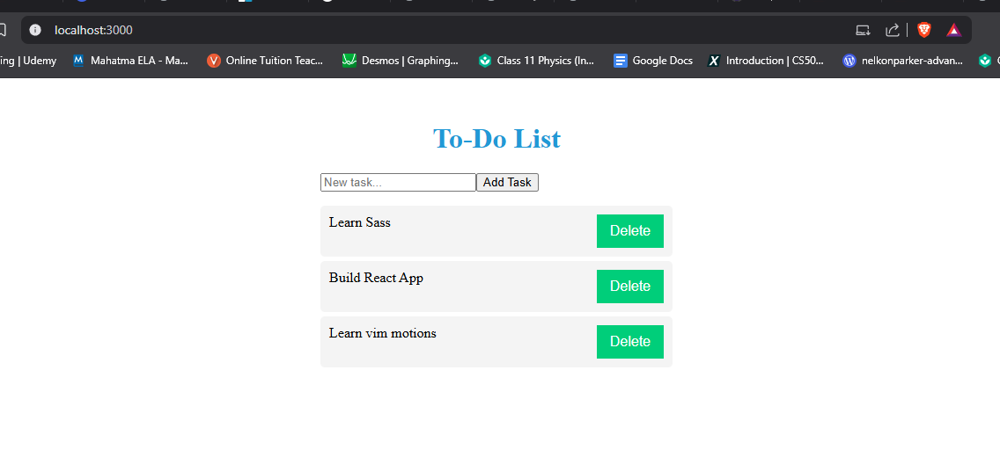 localhost:3000
ing | Udemy Mahatma ELA - Ma... Online Tuition Teac... Desmos | Graphing... Class 11 Physics (In... Google Docs Introduction | CS50... nelkonparker-advan...
To-Do List
New task... Add Task
Learn Sass Delete
Build React App Delete
Learn vim motions Delete